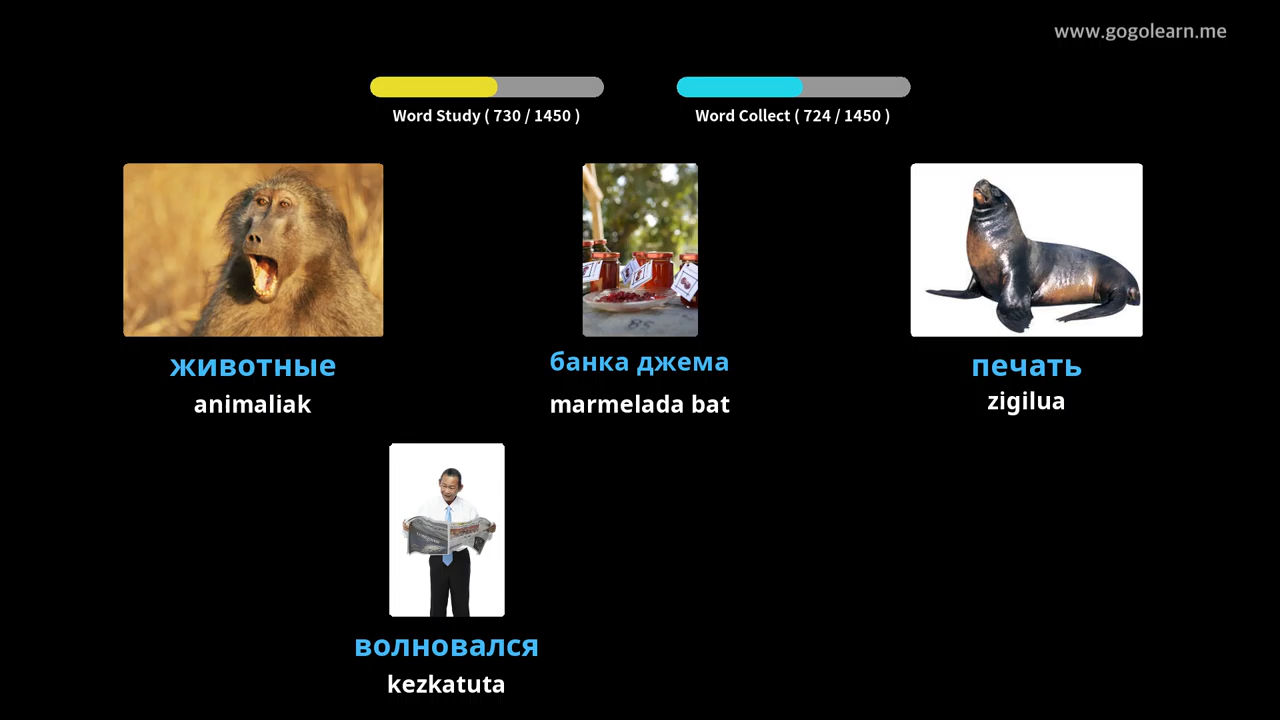 www.gogolearn.me
Word Study ( 730 / 1450 )
Word Collect ( 724 / 1450 )
животные
animaliak
банка джема
marmelada bat
печать
zigilua
волновался
kezkatuta